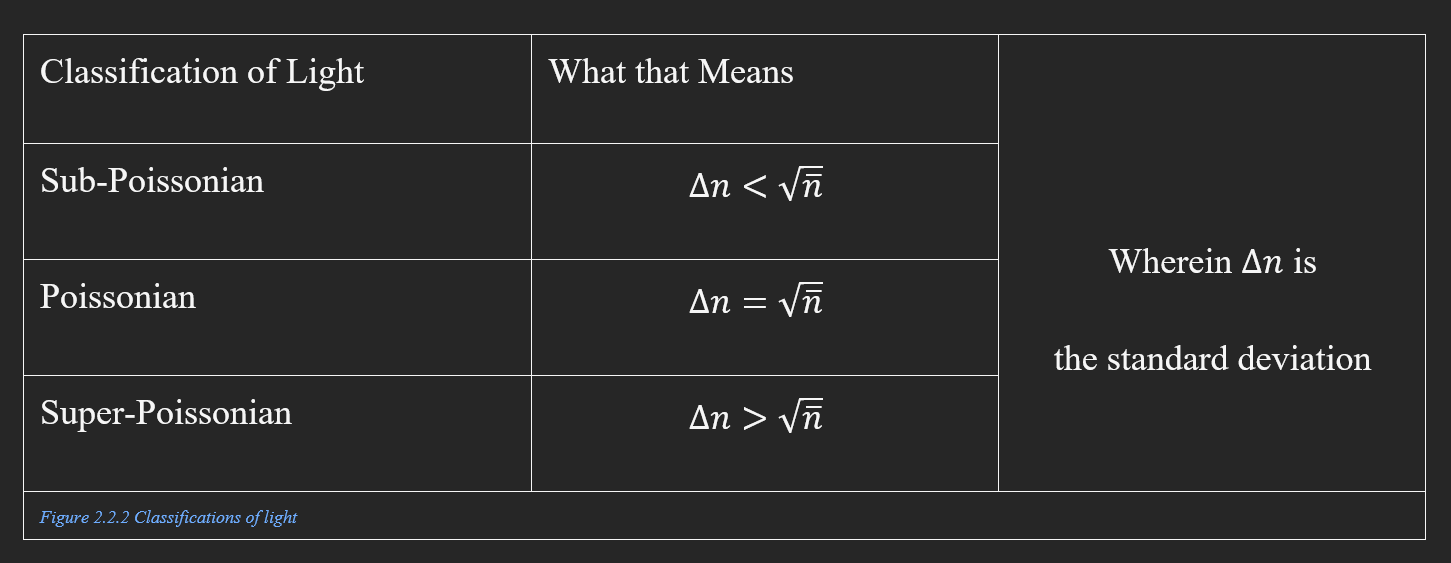 Classification of Light
What that Means
Sub-Poissonian
Δn < √n̅
Poissonian
Δn = √n̅
Super-Poissonian
Δn > √n̅
Wherein Δn is
the standard deviation
Figure 2.2.2 Classifications of light